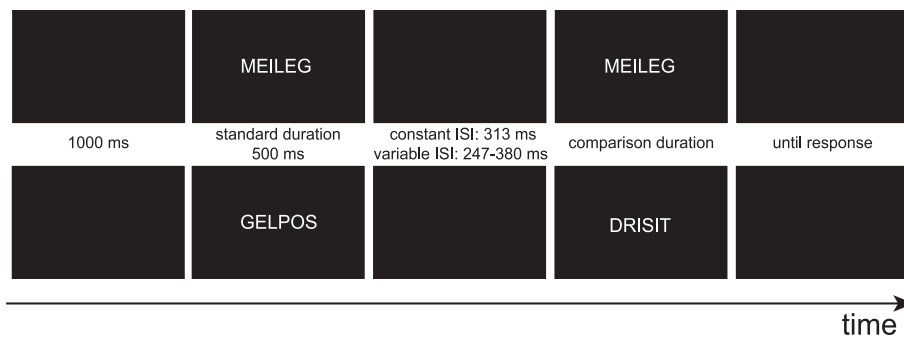 MEILEG MEILEG
1000 ms standard duration constant ISI: 313 ms comparison duration until response
500 ms variable ISI: 247-380 ms
GELPOS DRISIT
time